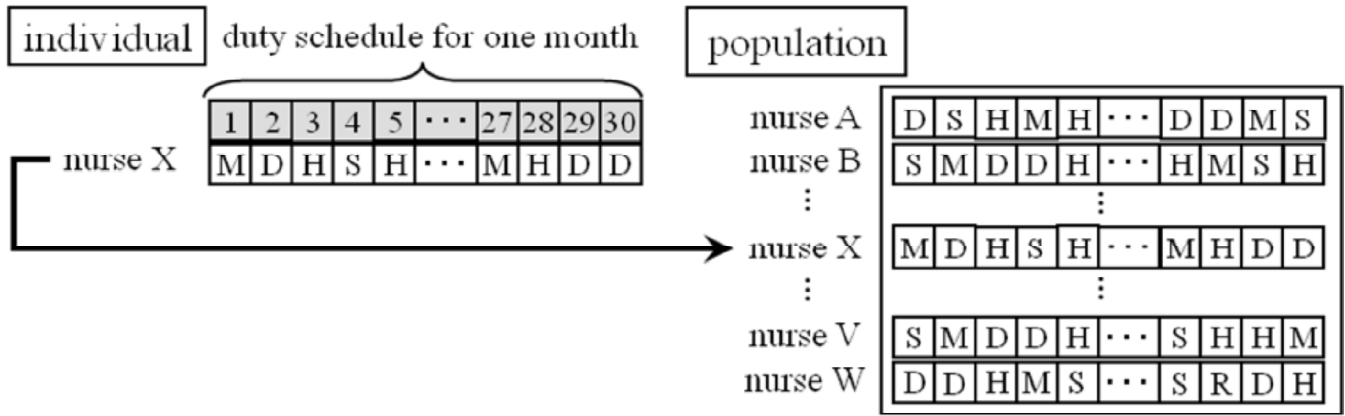 individual
duty schedule for one month
1 2 3 4 5 ··· 27 28 29 30
nurse X M D H S H ··· M H D D
population
nurse A D S H M H ··· D D M S
nurse B S M D D H ··· H M S H
⋮ ⋮
nurse X M D H S H ··· M H D D
⋮ ⋮
nurse V S M D D H ··· S H H M
nurse W D D H M S ··· S R D H